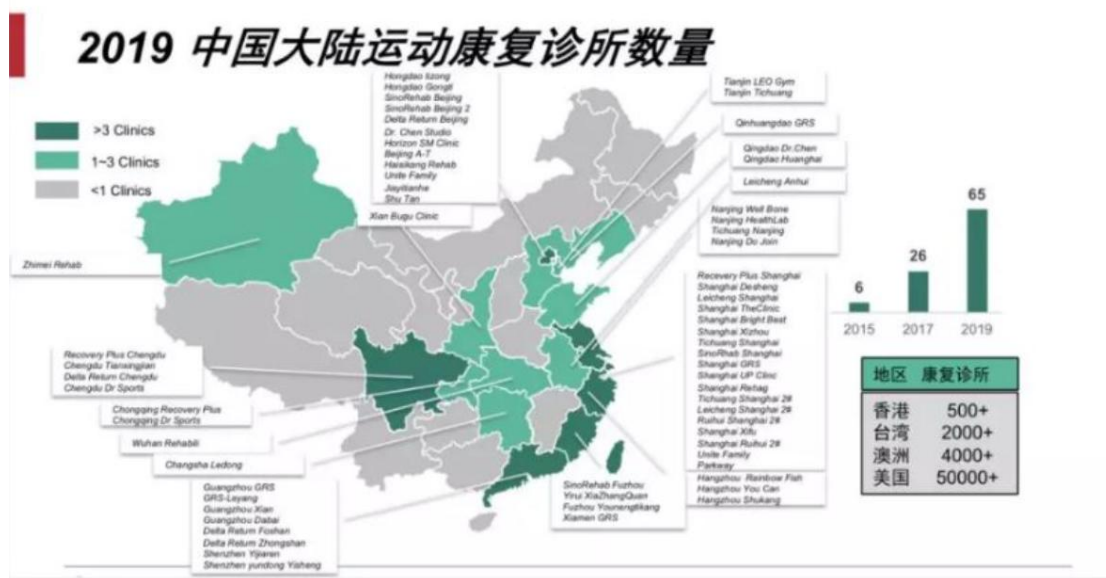 2019 中国大陆运动康复诊所数量
>3 Clinics
1~3 Clinics
<1 Clinics
Hongdao Iizong
Hongdao Gongti
SinoRehab Beijing
SinoRehab Beijing 2
Delta Return Beijing
Dr. Chen Studio
Horizon SM Clinic
Beijing A-T
Haisikang Rehab
Unite Family
Jiayitianhe
Shu Tan
Xian Bugu Clinic
Zhimei Rehab
Tianjin LEO Gym
Tianjin Tichuang
Qinhuangdao GRS
Qingdao Dr.Chen
Qingdao Huanghai
Leicheng Anhui
Nanjing Well Bone
Nanjing HealthLab
Tichuang Nanjing
Nanjing Do Join
Recovery Plus Shanghai
Shanghai Desheng
Leicheng Shanghai
Shanghai TheClinic
Shanghai Bright Beat
Shanghai Xizhou
Tichuang Shanghai
SinoRhab Shanghai
Shanghai GRS
Shanghai UP Clinc
Shanghai Rehag
Tichuang Shanghai 2#
Leicheng Shanghai 2#
Ruihui Shanghai 2#
Shanghai Xifu
Shanghai Ruihui 2#
Unite Family
Parkway
Hangzhou Rainbow Fish
Hangzhou You Can
Hangzhou Shukang
Recovery Plus Chengdu
Chengdu Tianxingjian
Delta Return Chengdu
Chengdu Dr Sports
Chongqing Recovery Plus
Chongqing Dr Sports
Wuhan Rehabili
Changsha Ledong
Guangzhou GRS
GRS-Leyang
Guangzhou Xian
Guangzhou Dabai
Delta Return Foshan
Delta Return Zhongshan
Shenzhen Yijiaren
Shenzhen yundong Yisheng
SinoRehab Fuzhou
Yirui XiaZhangQuan
Fuzhou Younengtikang
Xiamen GRS
6
26
65
2015
2017
2019
地区 康复诊所
香港 500+
台湾 2000+
澳洲 4000+
美国 50000+